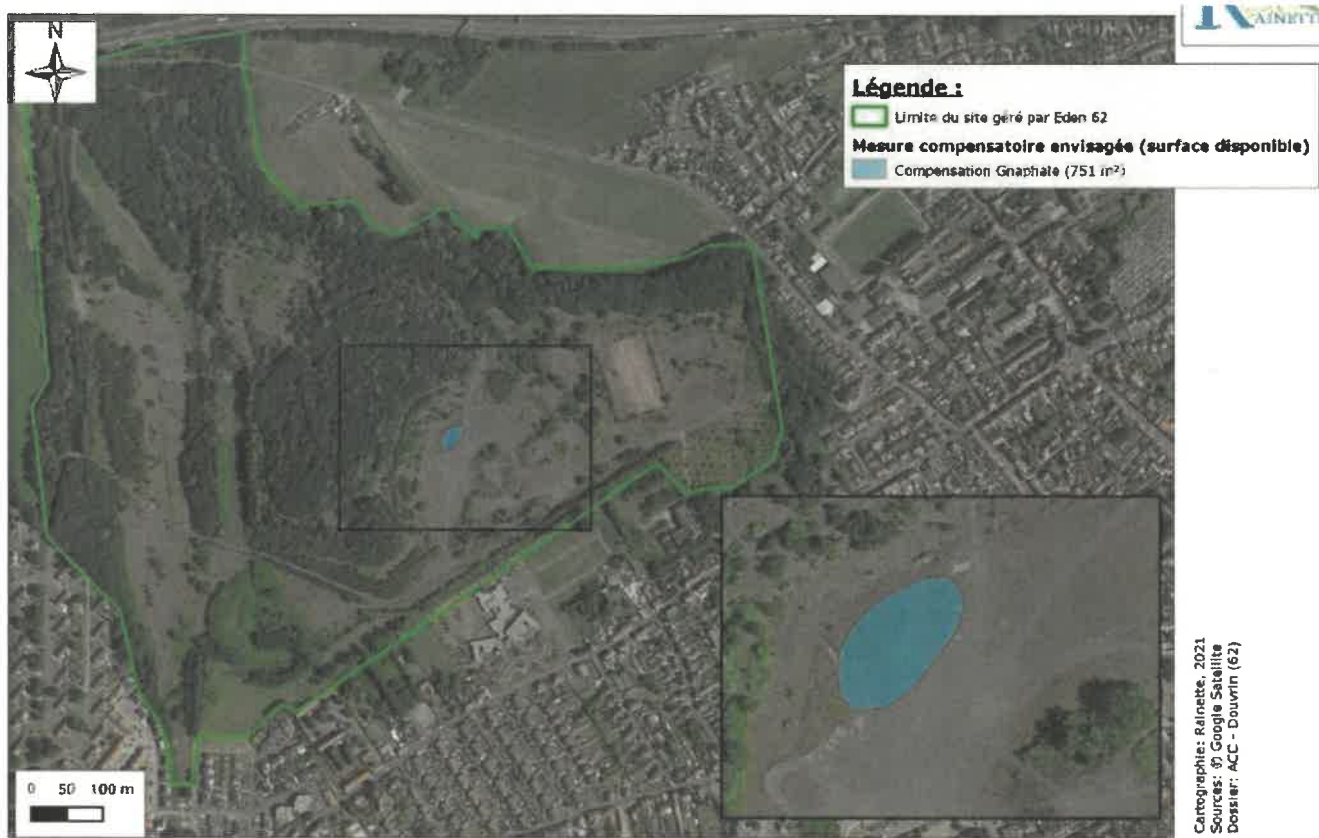 N
AINETTE
Légende :
Limite du site géré par Eden 62
Mesure compensatoire envisagée (surface disponible)
Compensation Gnaphale (751 m²)
0 50 100 m
Cartographie: Rainette, 2021
Sources: © Google Satellite
Dossier: ACC - Douvrin (62)